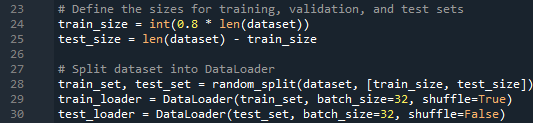 23 # Define the sizes for training, validation, and test sets
24 train_size = int(0.8 * len(dataset))
25 test_size = len(dataset) - train_size
26
27 # Split dataset into DataLoader
28 train_set, test_set = random_split(dataset, [train_size, test_size])
29 train_loader = DataLoader(train_set, batch_size=32, shuffle=True)
30 test_loader = DataLoader(test_set, batch_size=32, shuffle=False)